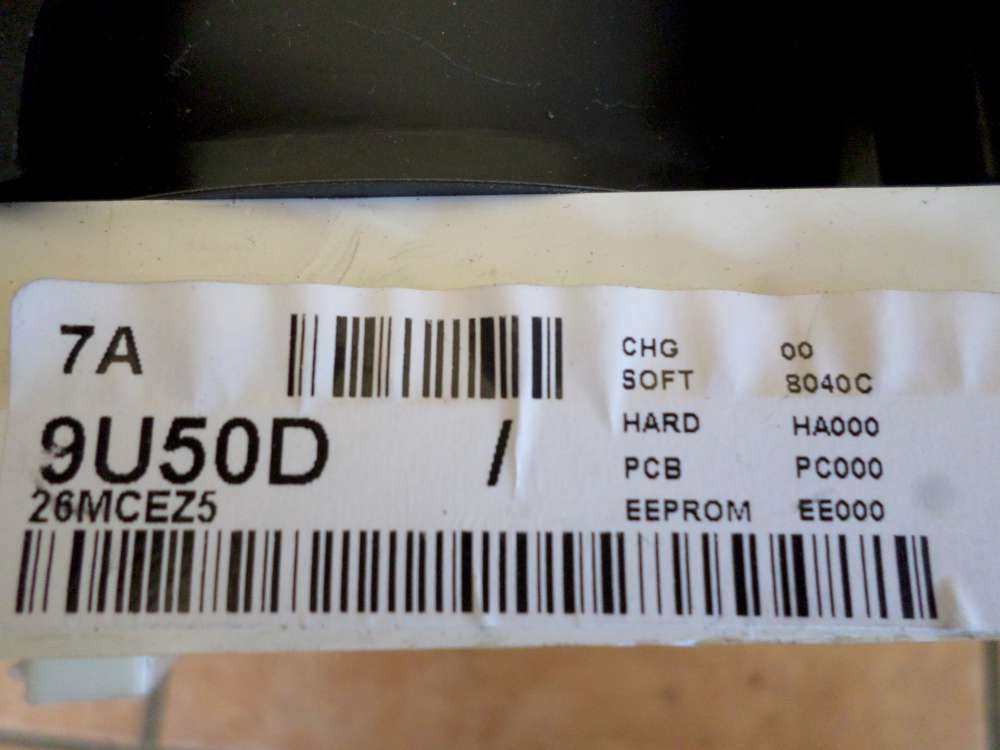 7A
9U50D /
26MCEZ5
CHG 00
SOFT 8040C
HARD HA000
PCB PC000
EEPROM EE000